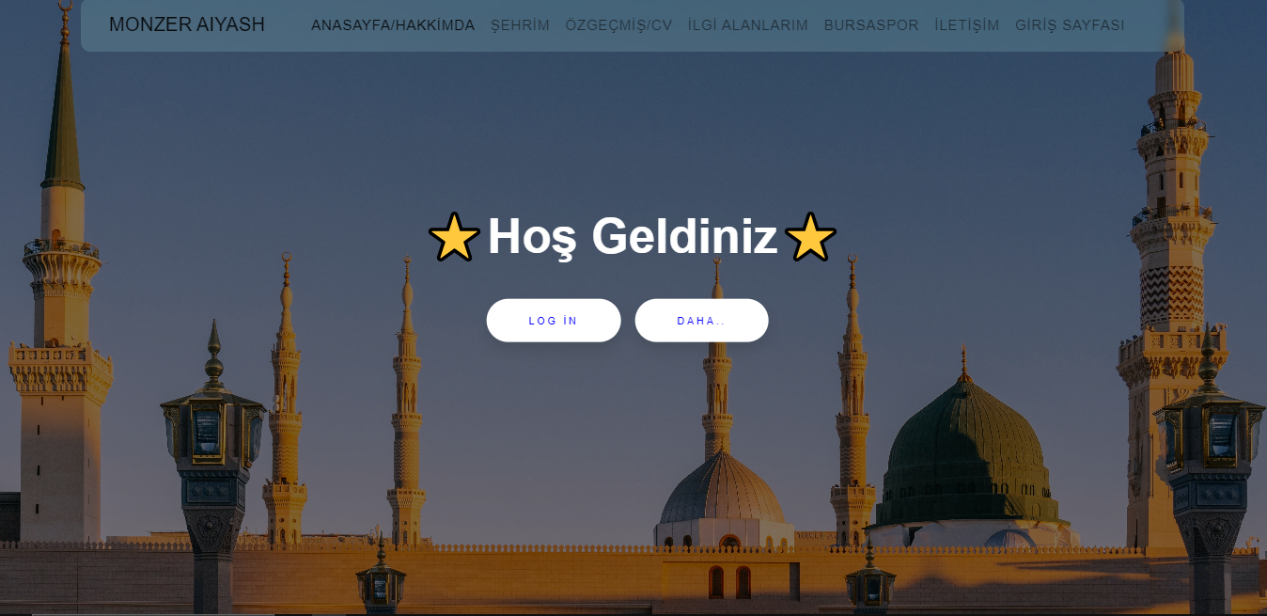 MONZER AIYASH ANASAYFA/HAKKİMDA ŞEHRİM ÖZGEÇMİŞ/CV İLGİ ALANLARIM BURSASPOR İLETİŞİM GİRİŞ SAYFASI
Hoş Geldiniz
LOG İN DAHA..